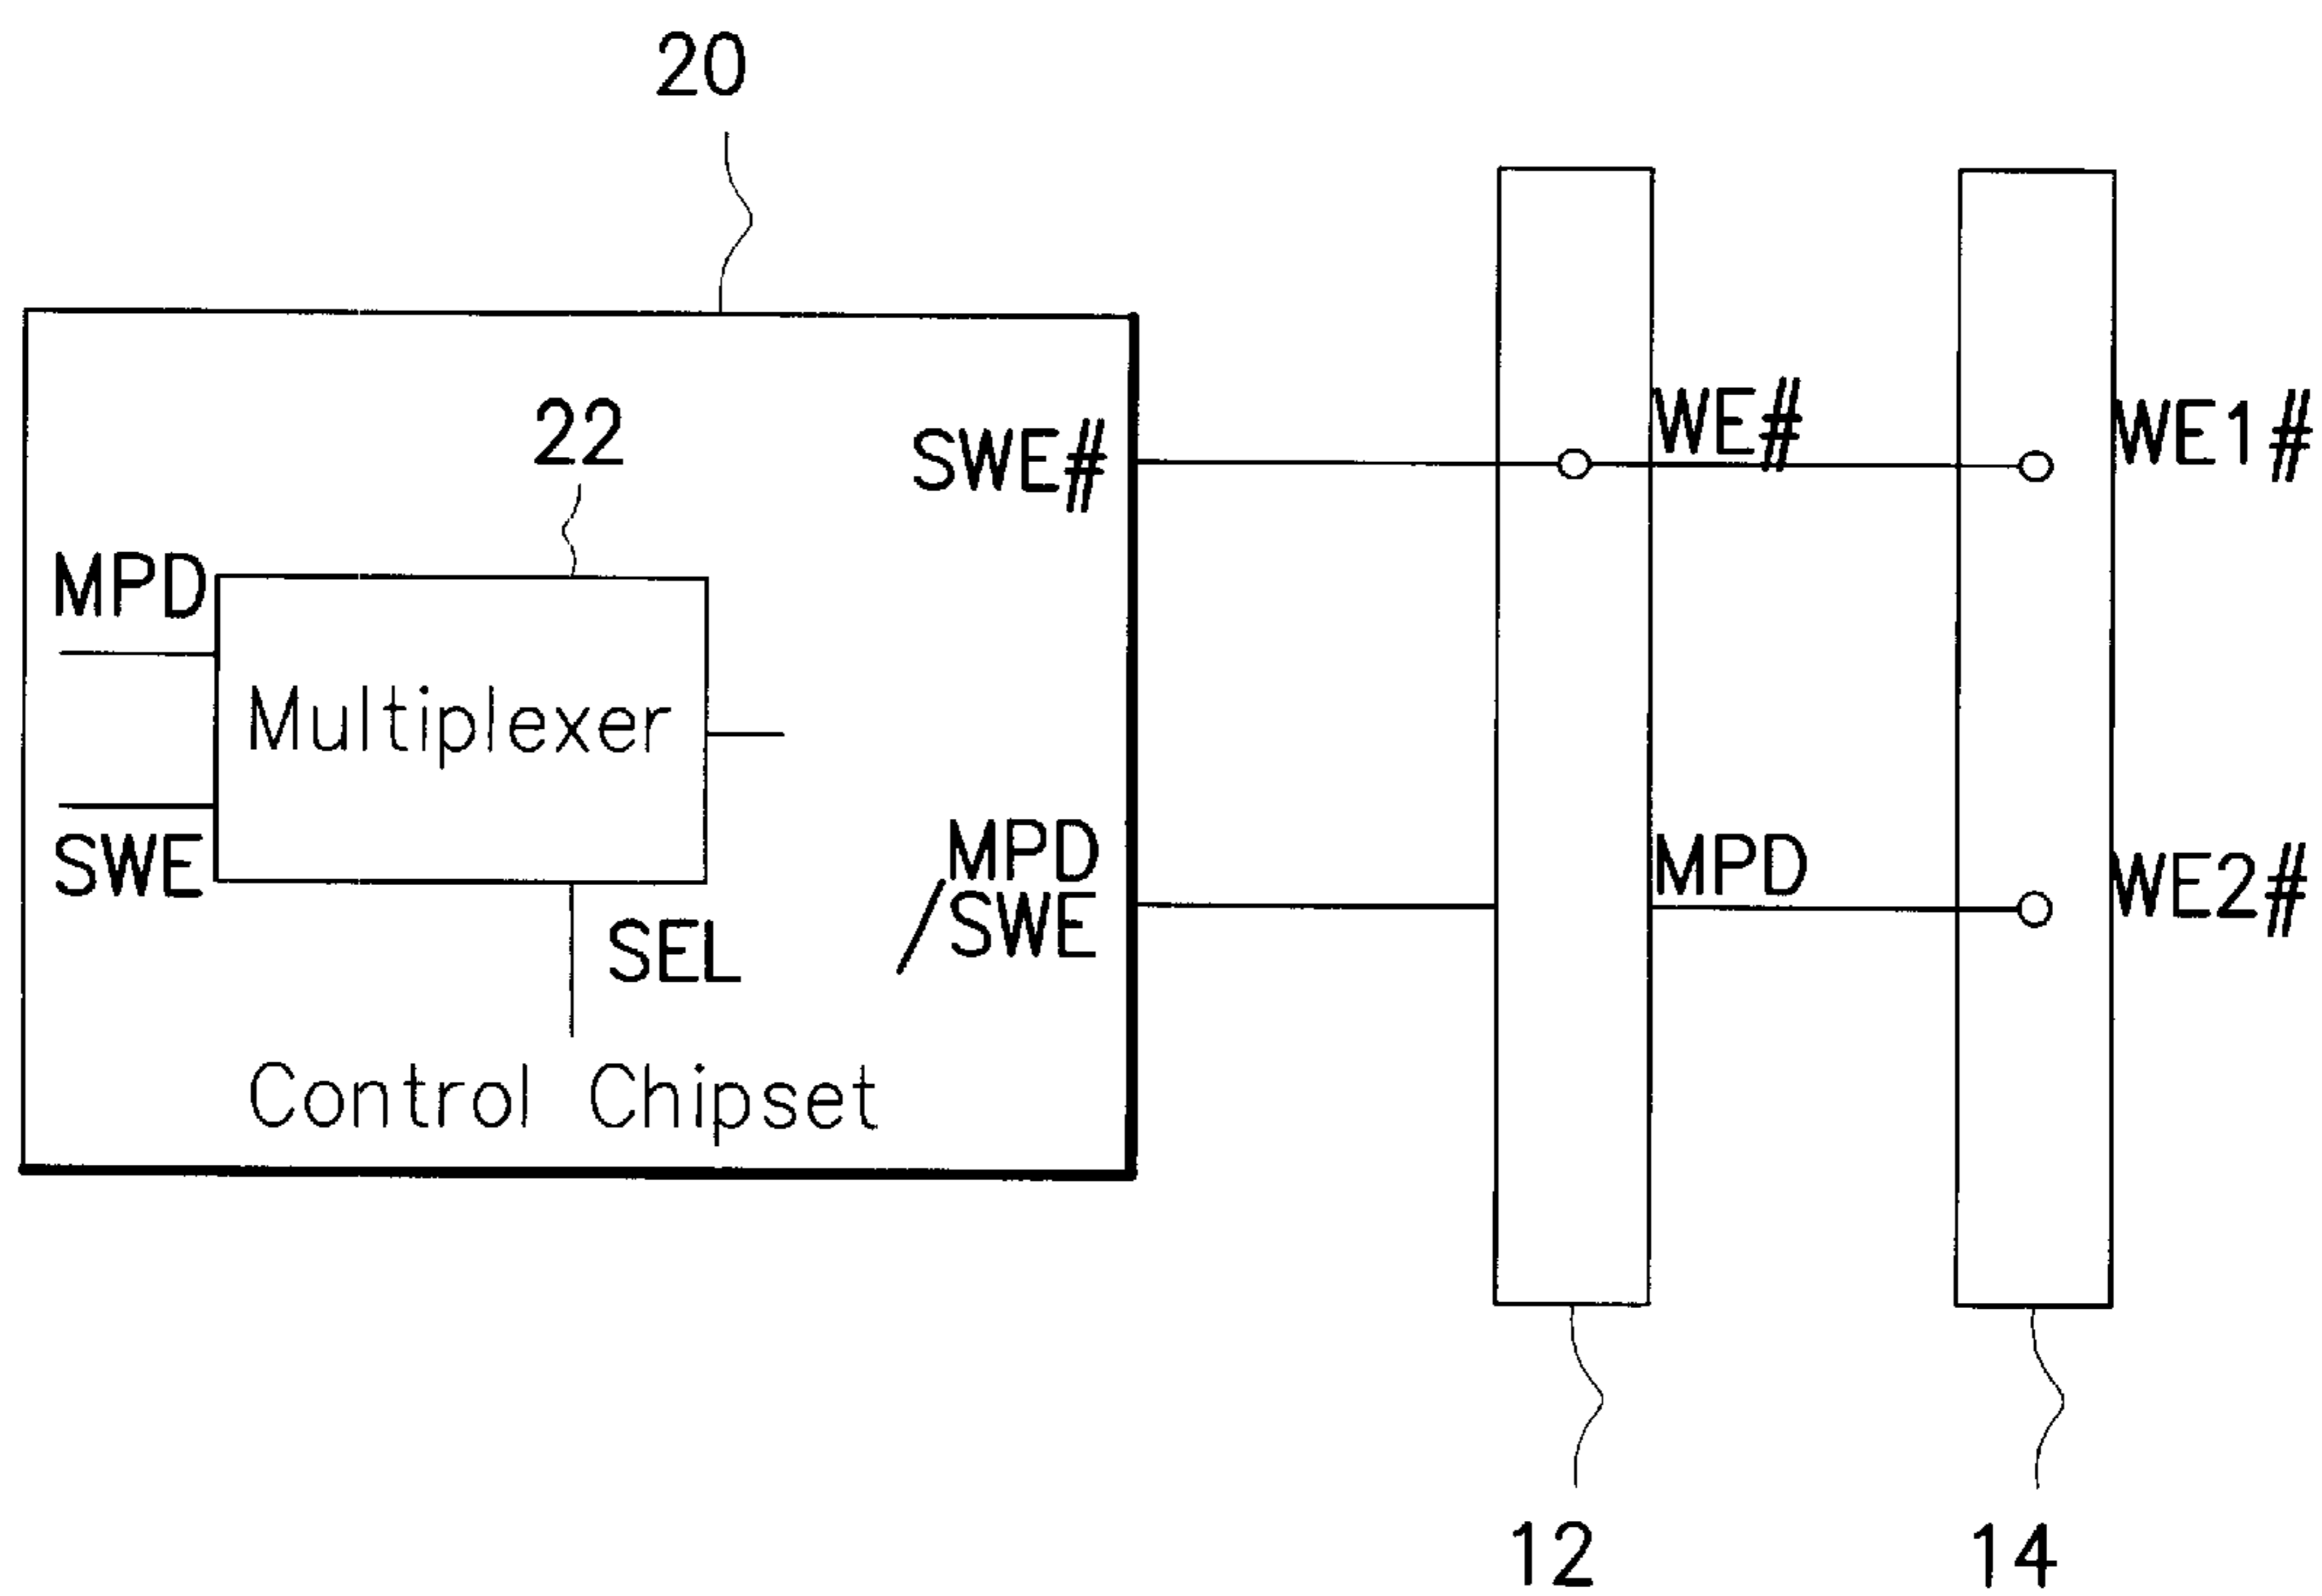 20
WE#
WE1#
22
SWE#
MPD
Multiplexer
SWE
MPD
/SWE
MPD
WE2#
SEL
Control Chipset
12
14